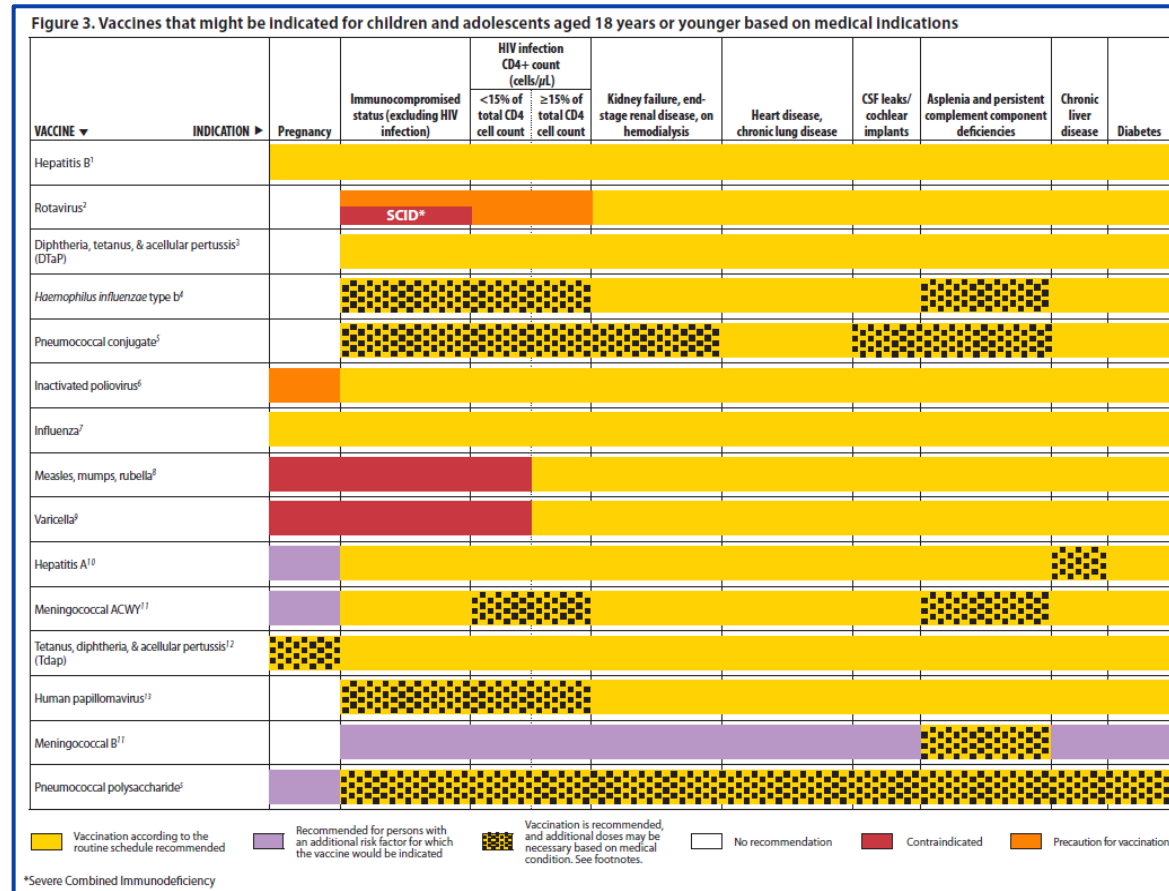 Figure 3. Vaccines that might be indicated for children and adolescents aged 18 years or younger based on medical indications
VACCINE ▼
INDICATION ►
Pregnancy
Immunocompromised
status (excluding HIV
infection)
HIV infection
CD4+ count
(cells/μL)
<15% of
total CD4
cell count
≥15% of
total CD4
cell count
Kidney failure, end-
stage renal disease, on
hemodialysis
Heart disease,
chronic lung disease
CSF leaks/
cochlear
implants
Asplenia and persistent
complement component
deficiencies
Chronic
liver
disease
Diabetes
Hepatitis B¹
Rotavirus²
SCID*
Diphtheria, tetanus, & acellular pertussis³
(DTaP)
Haemophilus influenzae type b⁴
Pneumococcal conjugate⁵
Inactivated poliovirus⁶
Influenza⁷
Measles, mumps, rubella⁸
Varicella⁹
Hepatitis A¹⁰
Meningococcal ACWY¹¹
Tetanus, diphtheria, & acellular pertussis¹²
(Tdap)
Human papillomavirus¹³
Meningococcal B¹¹
Pneumococcal polysaccharide⁵
Vaccination according to the
routine schedule recommended
Recommended for persons with
an additional risk factor for which
the vaccine would be indicated
Vaccination is recommended,
and additional doses may be
necessary based on medical
condition. See footnotes.
No recommendation
Contraindicated
Precaution for vaccination
*Severe Combined Immunodeficiency